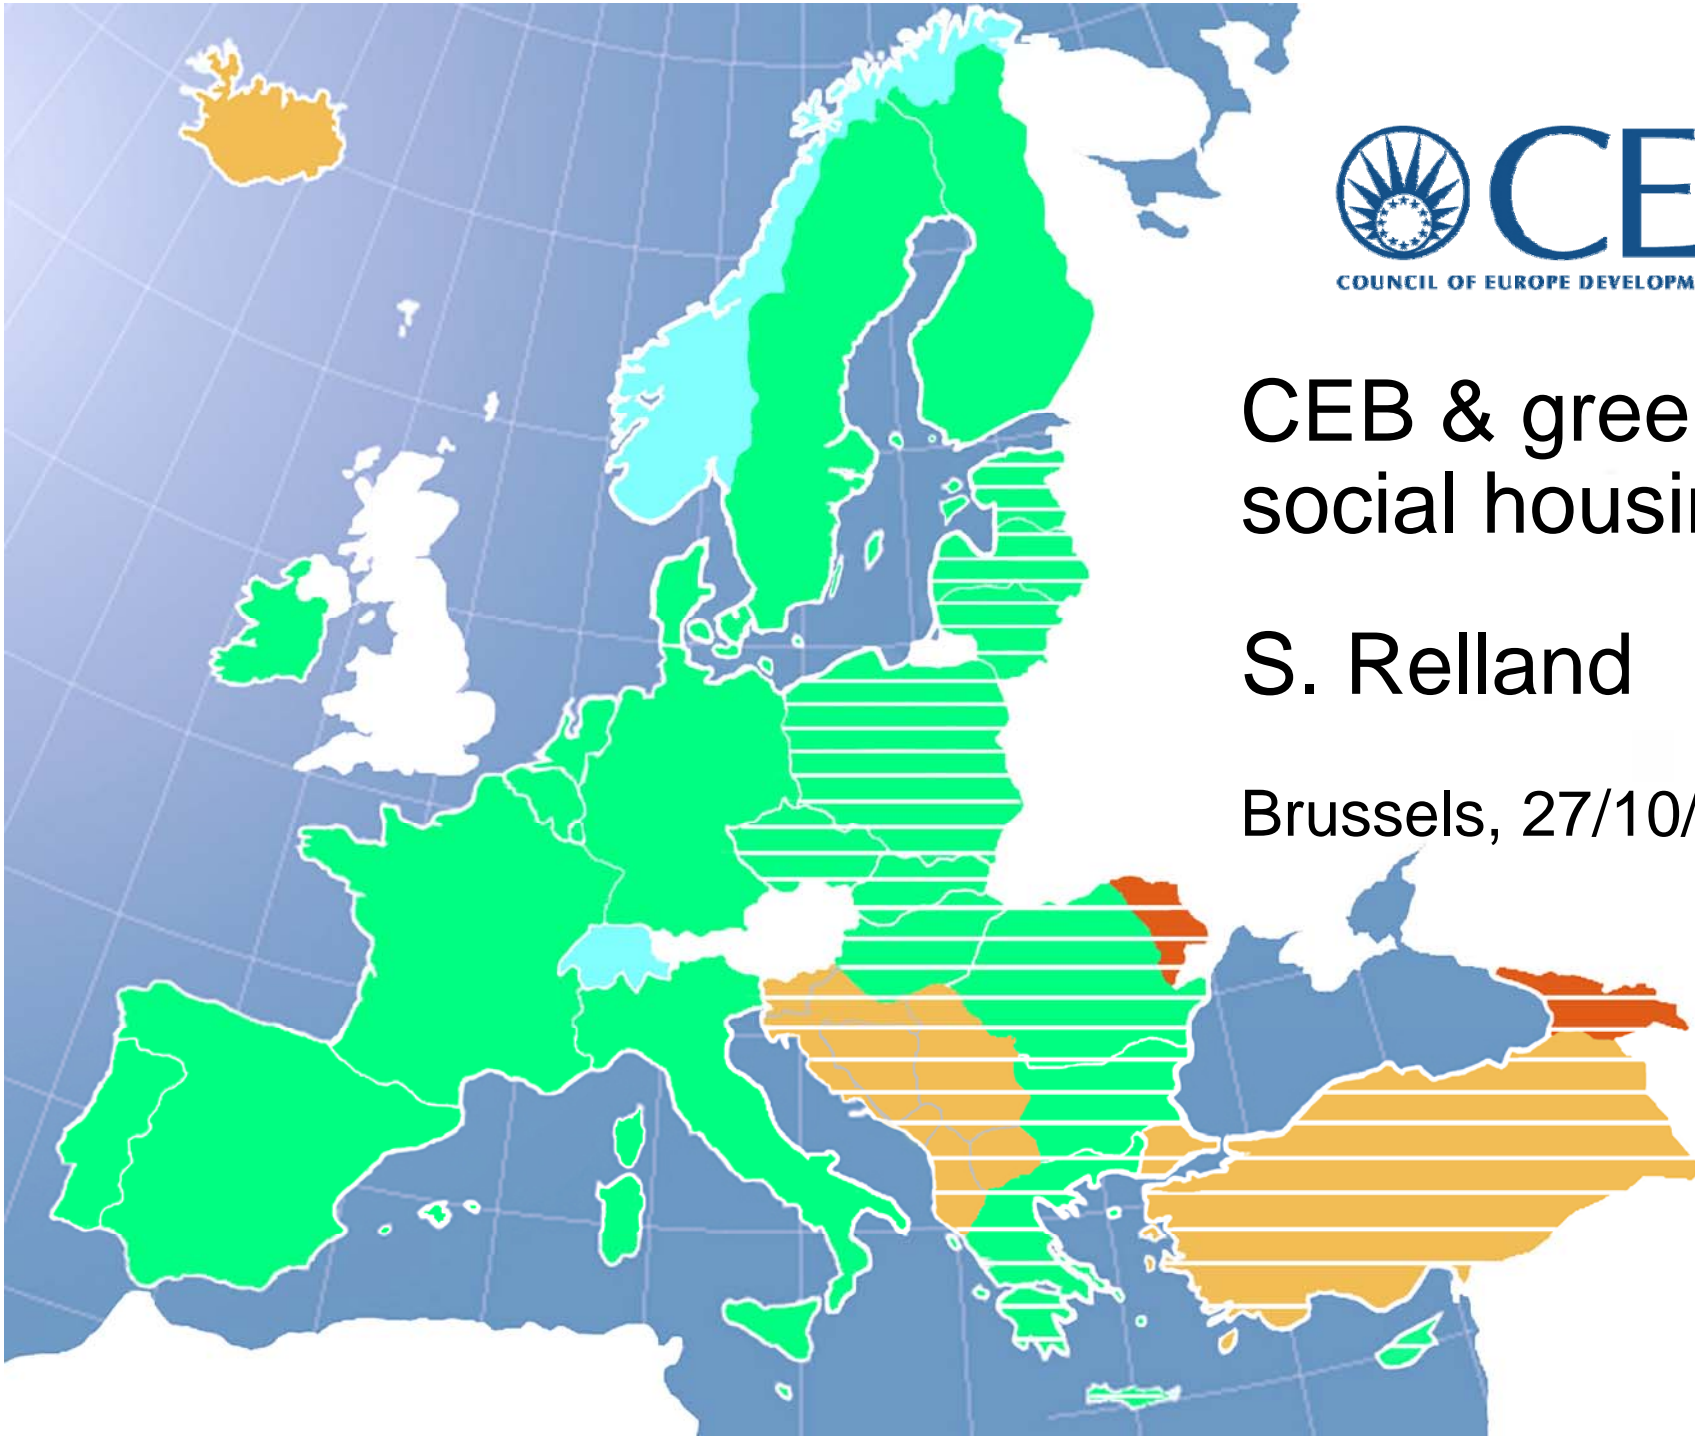 CE
COUNCIL OF EUROPE DEVELOPM
CEB & gree
social housi
S. Relland
Brussels, 27/10/